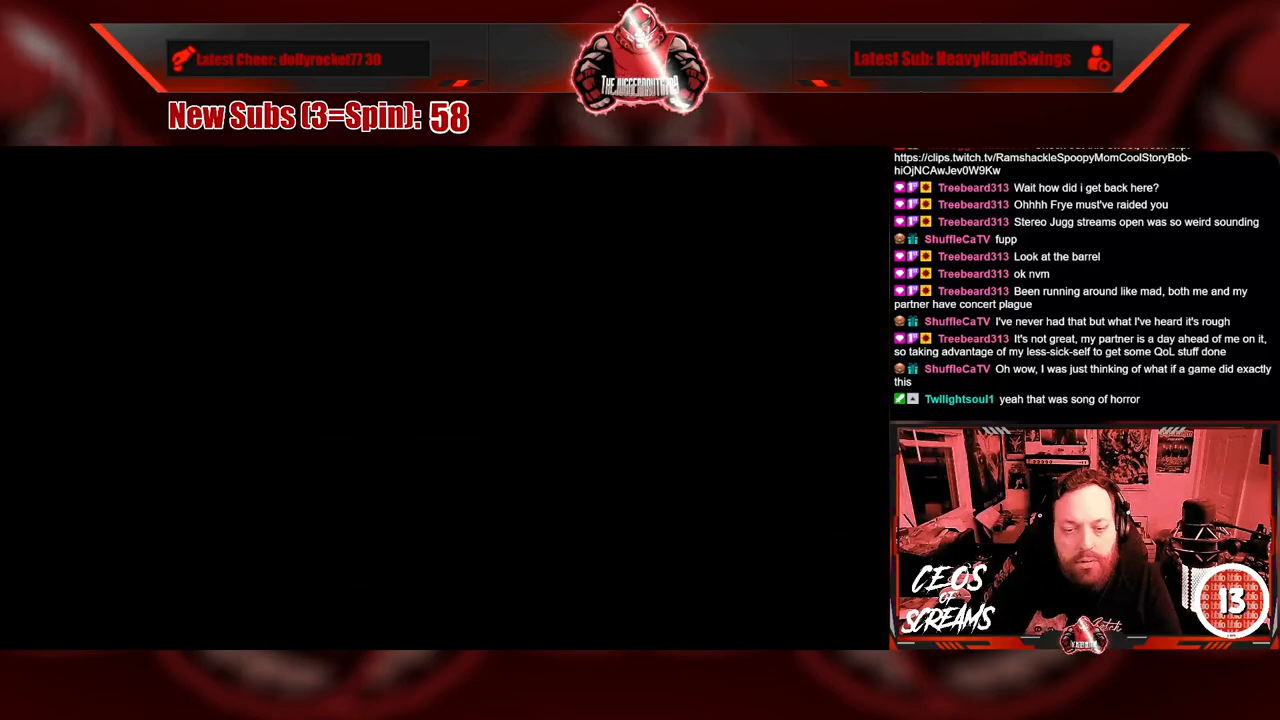 Latest Cheer: dollyrocket77 30
Latest Sub: HeavyHandSwings
New Subs (3=Spin): 58
https://clips.twitch.tv/RamshackleSpoopyMomCoolStoryBob-
hiOjNCAwJev0W9Kw
Treebeard313 Wait how did i get back here?
Treebeard313 Ohhhh Frye must've raided you
Treebeard313 Stereo Jugg streams open was so weird sounding
ShuffleCaTV fupp
Treebeard313 Look at the barrel
Treebeard313 ok nvm
Treebeard313 Been running around like mad, both me and my
partner have concert plague
ShuffleCaTV I've never had that but what I've heard it's rough
Treebeard313 It's not great, my partner is a day ahead of me on it,
so taking advantage of my less-sick-self to get some QoL stuff done
ShuffleCaTV Oh wow, I was just thinking of what if a game did exactly
this
Twilightsoul1 yeah that was song of horror
CEOS
OF
SCREAMS
13